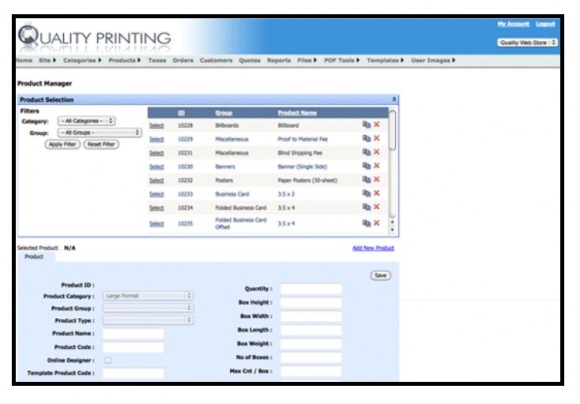 My Account Logout
QUALITY PRINTING
Quality Web Store
Home Site Categories Products Taxes Orders Customers Quotes Reports Files PDF Tools Templates User Images
Product Manager
Product Selection X
Filters
Category: - All Categories -
Group: - All Groups -
Apply Filter Reset Filter
ID Group Product Name
Select 10228 Billboards Billboard
Select 10229 Miscellaneous Proof to Material Fee
Select 10231 Miscellaneous Blind Shipping Fee
Select 10230 Banners Banner (Single Side)
Select 10232 Posters Paper Posters (50-sheet)
Select 10233 Business Card 3.5 x 2
Select 10234 Folded Business Card 3.5 x 4
Select 10235 Folded Business Card Offset 3.5 x 4
Selected Product: N/A Add New Product
Product
Save
Product ID :
Product Category : Large Format
Product Group :
Product Type :
Product Name :
Product Code :
Online Designer :
Template Product Code :
Quantity :
Box Height :
Box Width :
Box Length :
Box Weight :
No of Boxes :
Max Cnt / Box :